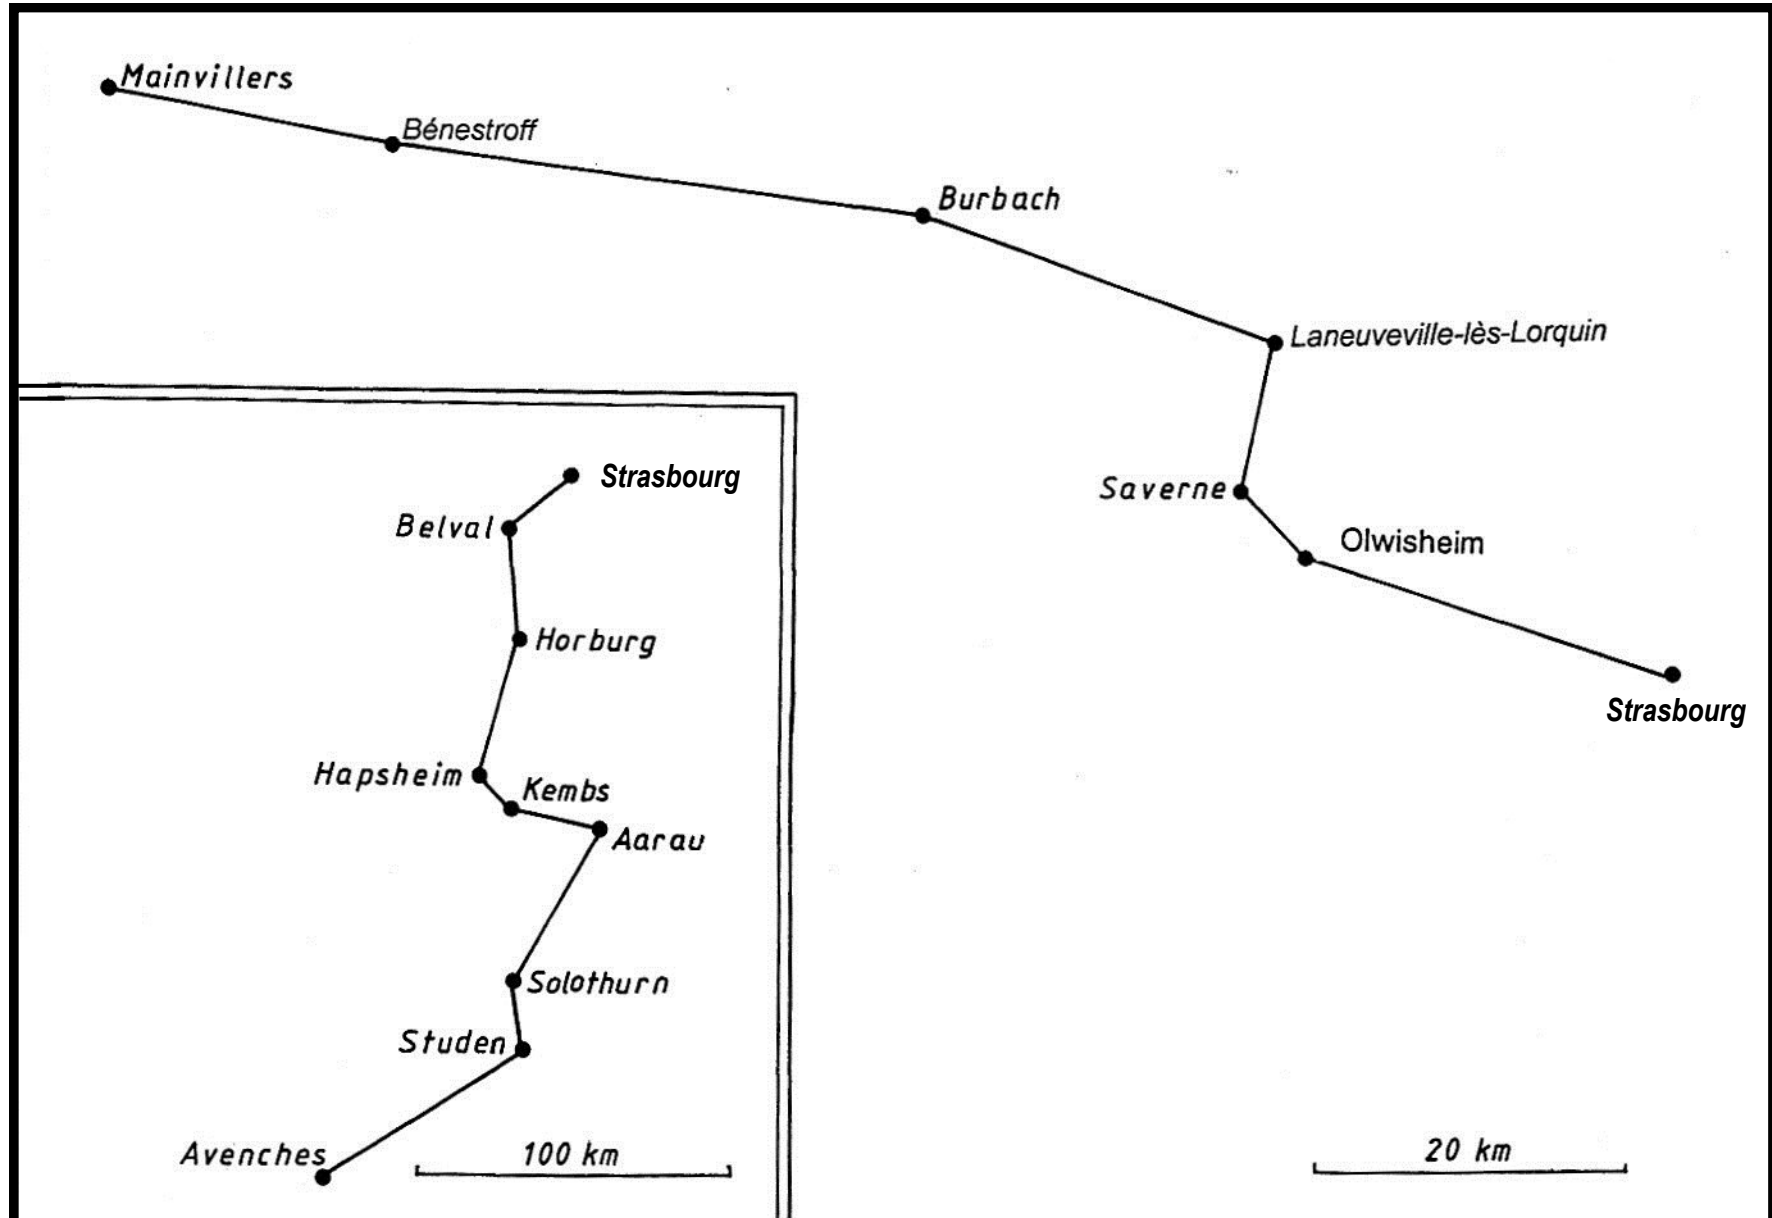 Mainvillers
Bénestroff
Burbach
Laneuveville-lès-Lorquin
Saverne
Olwisheim
Strasbourg
Strasbourg
Belval
Horburg
Hapsheim
Kembs
Aarau
Solothurn
Studen
Avenches
100 km
20 km